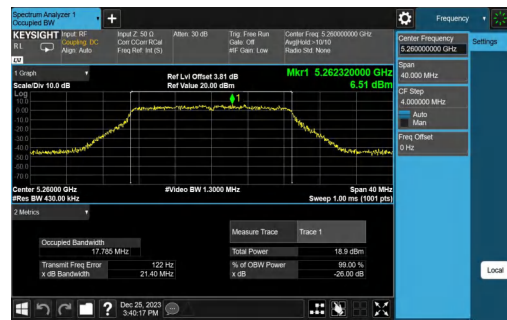 Spectrum Analyzer 1
Occupied BW
Frequency
KEYSIGHT
R L
Input: RF
Coupling: DC
Align: Auto
Input Z: 50 Ω
Corr CCorr RCal
Freq Ref: Int (S)
Atten: 30 dB
Trig: Free Run
Gate: Off
#IF Gain: Low
Center Freq: 5.260000000 GHz
Avg|Hold:>10/10
Radio Std: None
LV
1 Graph
Scale/Div 10.0 dB
Ref Lvl Offset 3.81 dB
Ref Value 20.00 dBm
Mkr1 5.262320000 GHz
6.51 dBm
Log
10.0
0.00
-10.0
-20.0
-30.0
-40.0
-50.0
-60.0
-70.0
1
Center 5.26000 GHz
#Res BW 430.00 kHz
#Video BW 1.3000 MHz
Span 40 MHz
Sweep 1.00 ms (1001 pts)
2 Metrics
Measure Trace
Trace 1
Occupied Bandwidth
17.785 MHz
Total Power
18.9 dBm
Transmit Freq Error
122 Hz
% of OBW Power
99.00 %
x dB Bandwidth
21.40 MHz
x dB
-26.00 dB
Center Frequency
5.260000000 GHz
Settings
Span
40.000 MHz
CF Step
4.000000 MHz
Auto
Man
Freq Offset
0 Hz
Local
Dec 25, 2023
3:40:17 PM